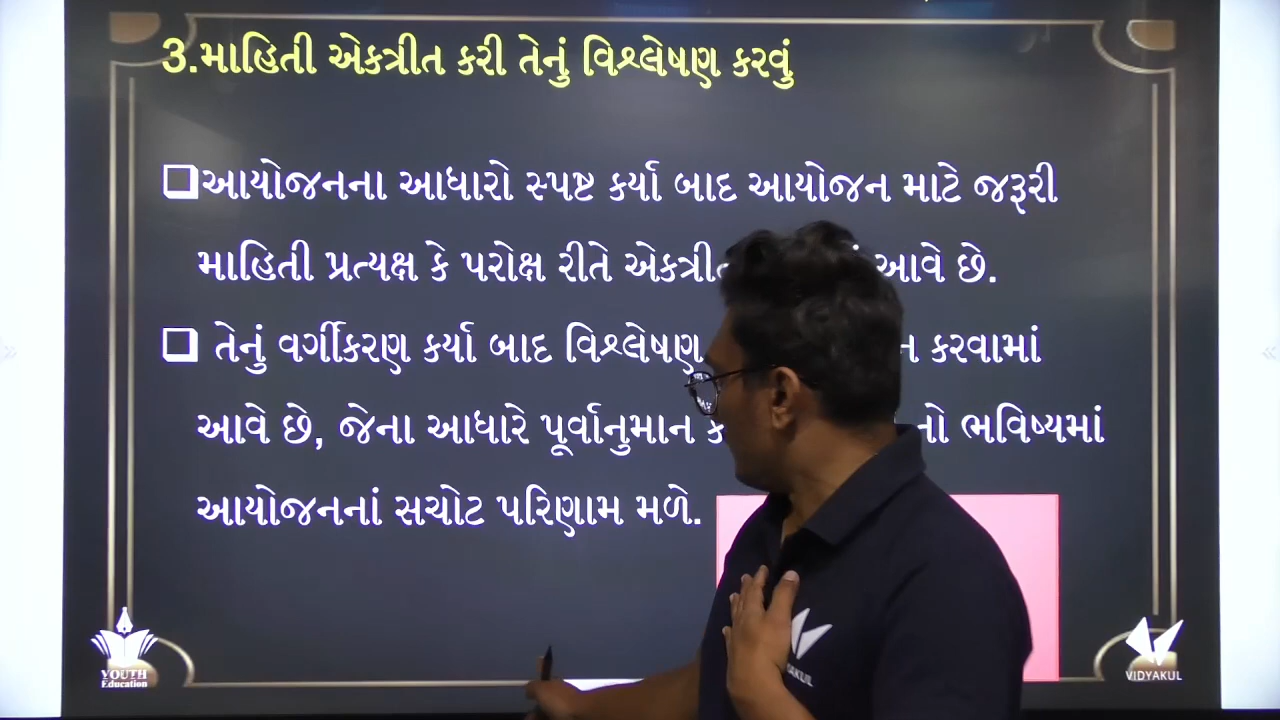 3.માહિતી એકત્રીત કરી તેનું વિશ્લેષણ કરવું
આયોજનના આધારો સ્પષ્ટ કર્યા બાદ આયોજન માટે જરૂરી
માહિતી પ્રત્યક્ષ કે પરોક્ષ રીતે આવે છે.
તેનું વર્ગીકરણ કર્યા બાદ વિશ્લેષણ કરવામાં
આવે છે, જેના આધારે પૂર્વાનુમાન ભવિષ્યમાં
આયોજનનાં સચોટ પરિણામ મળે.
YOUTH
Education
VIDYAKUL